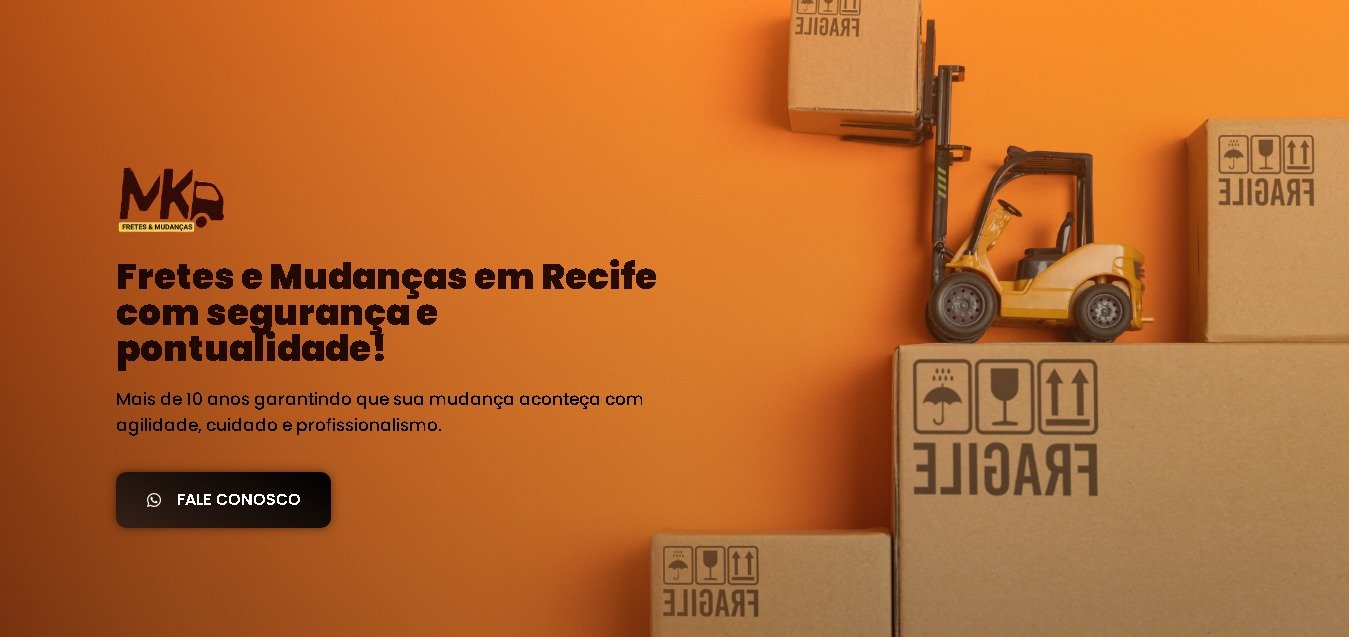 FRAGILE
MK
FRETES & MUDANÇAS
Fretes e Mudanças em Recife
com segurança e
pontualidade!
Mais de 10 anos garantindo que sua mudança aconteça com
agilidade, cuidado e profissionalismo.
FALE CONOSCO
FRAGILE
FRAGILE
FRAGILE